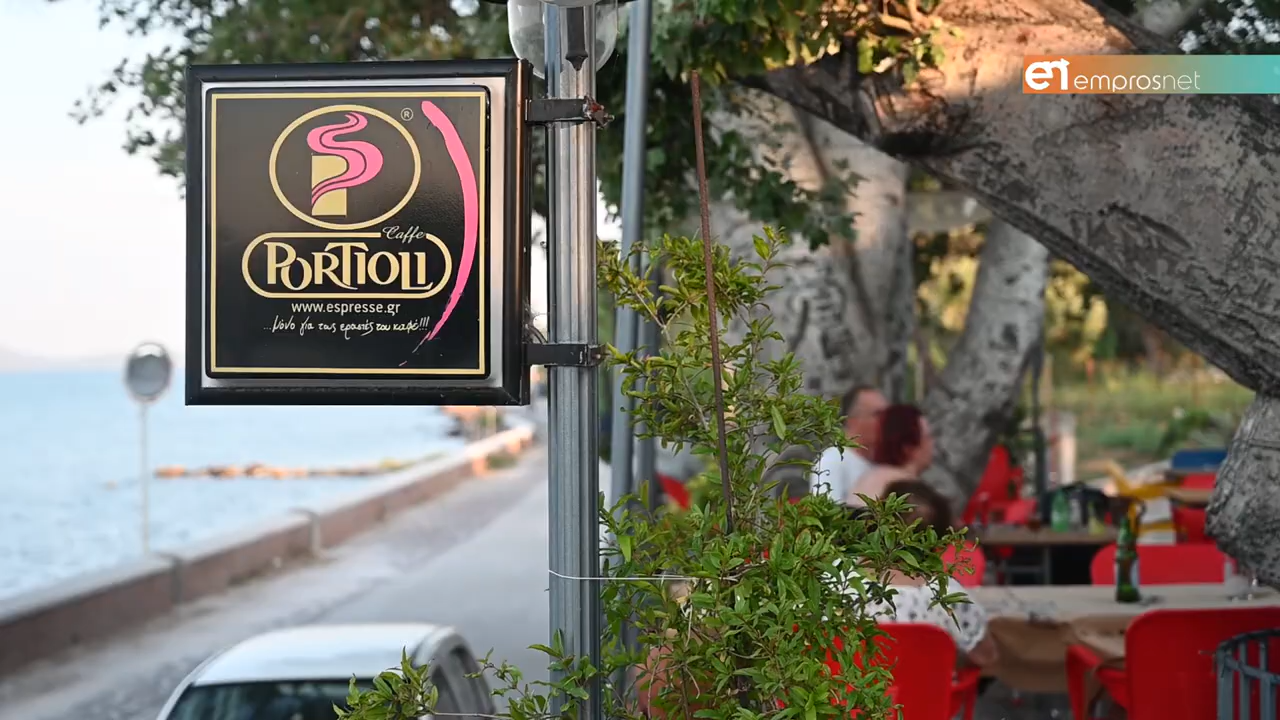 emprosnet
®
Caffe
PORTIOLI
www.espresse.gr
...μόνο για τους εραστές του καφέ!!!